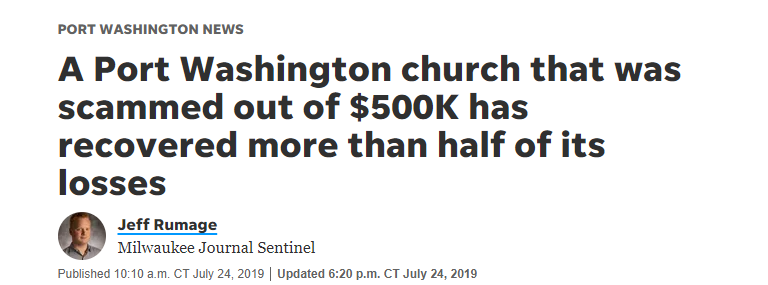 PORT WASHINGTON NEWS
A Port Washington church that was
scammed out of $500K has
recovered more than half of its
losses
Jeff Rumage
Milwaukee Journal Sentinel
Published 10:10 a.m. CT July 24, 2019 | Updated 6:20 p.m. CT July 24, 2019